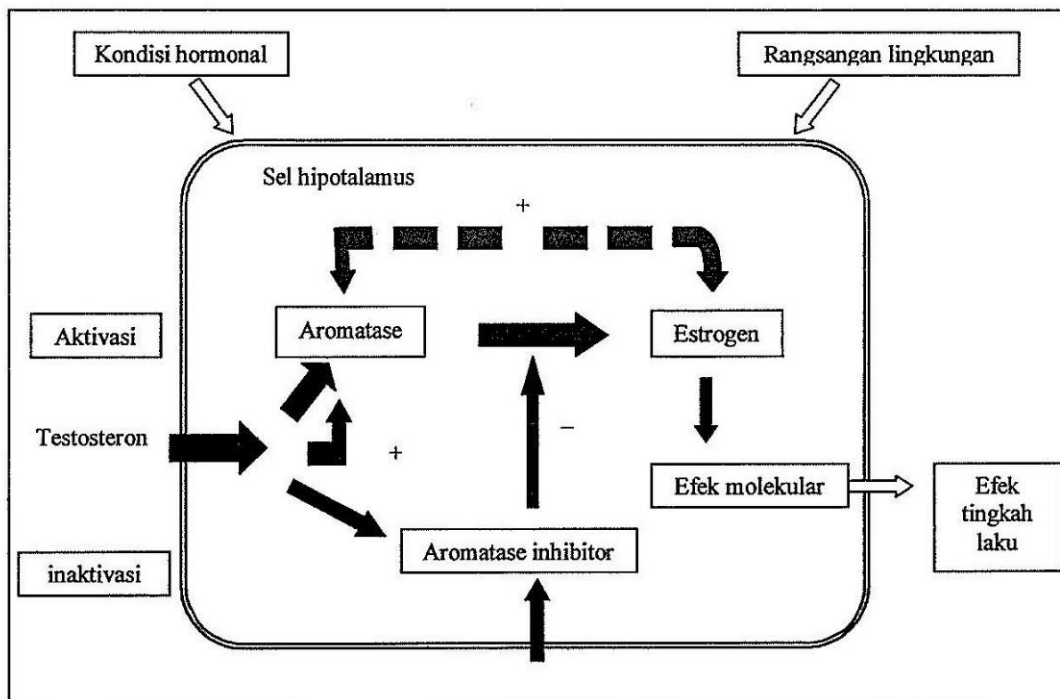 Kondisi hormonal
Rangsangan lingkungan
Sel hipotalamus
+
Aktivasi
Aromatase
Estrogen
Testosteron
+
−
Efek molekular
Efek
tingkah
laku
Aromatase inhibitor
inaktivasi